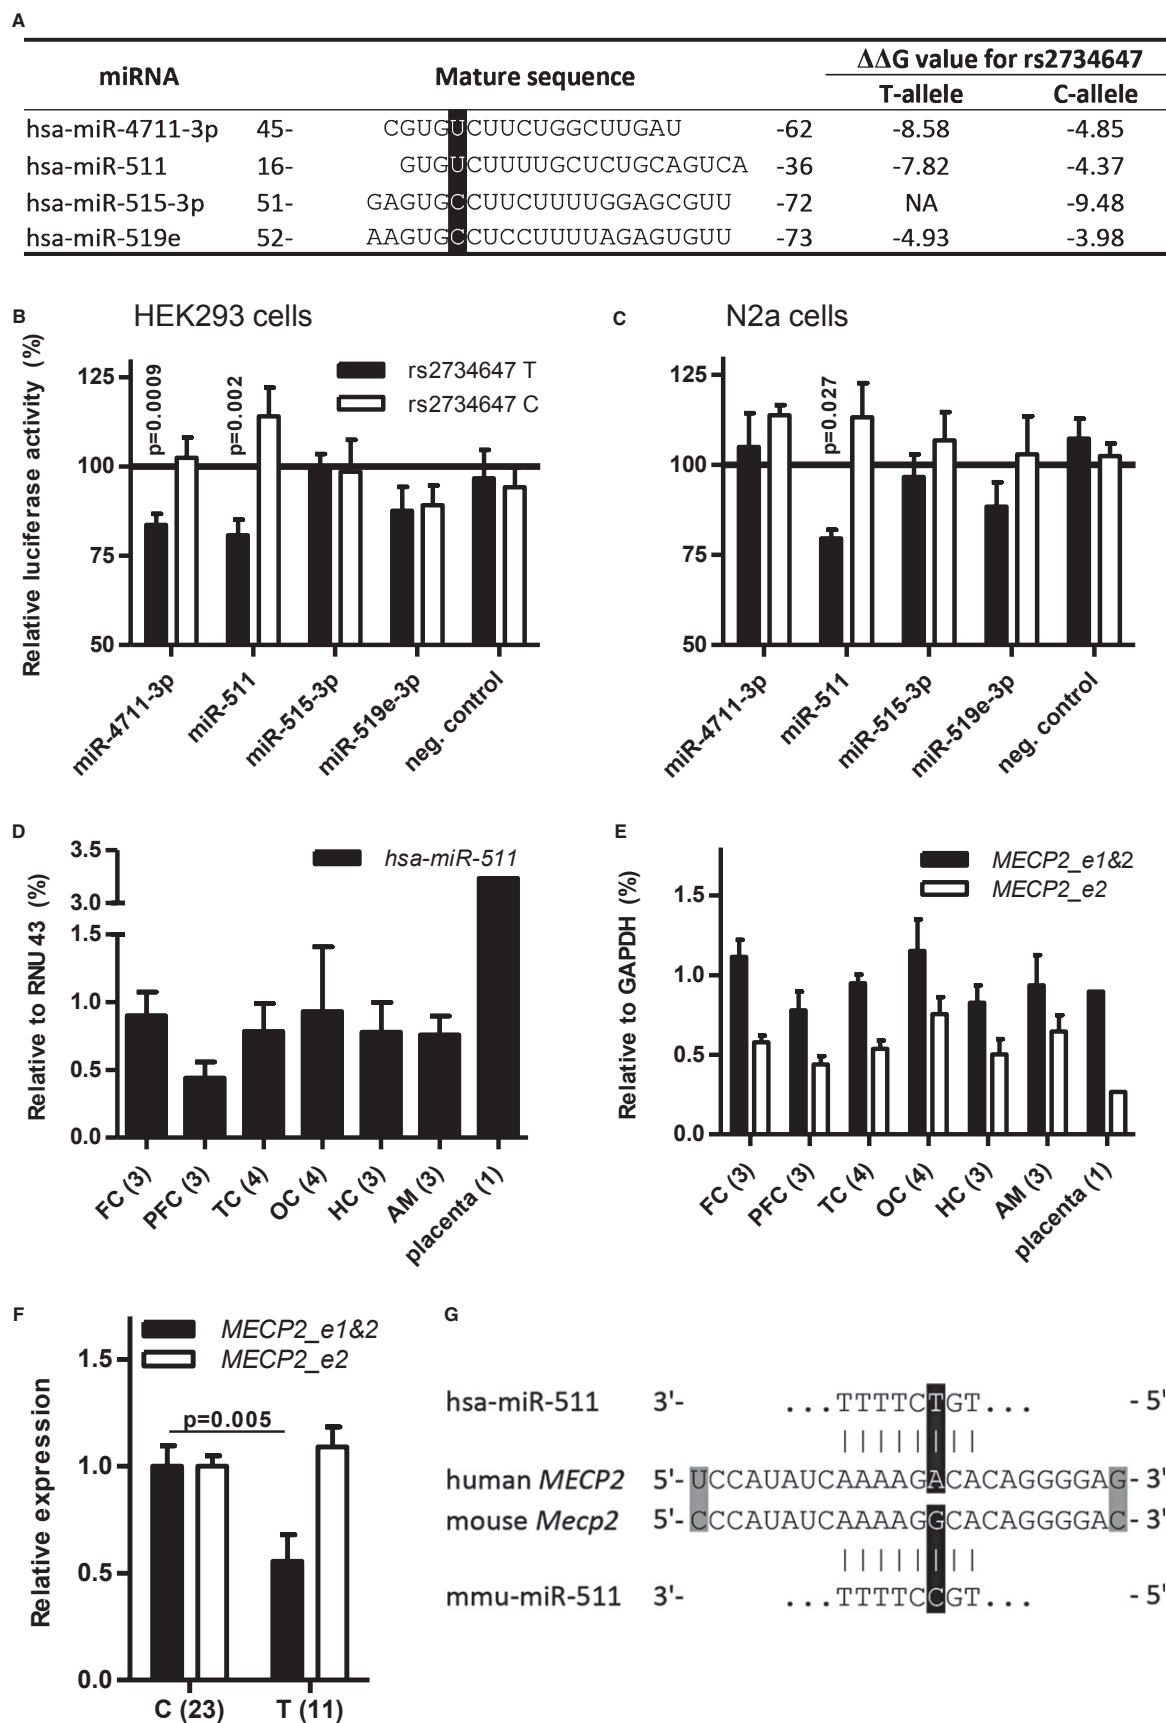 A
miRNA Mature sequence ΔΔG value for rs2734647
T-allele C-allele
hsa-miR-4711-3p 45- CGUGUCUUCUGGCUUGAU -62 -8.58 -4.85
hsa-miR-511 16- GUGUCUUUUGCUCUGCAGUCA -36 -7.82 -4.37
hsa-miR-515-3p 51- GAGUGCCUUCUUUUGGAGCGUU -72 NA -9.48
hsa-miR-519e 52- AAGUGCCUCCUUUUAGAGUGUU -73 -4.93 -3.98
B HEK293 cells
Relative luciferase activity (%)
125
100
75
50
p=0.0009
p=0.002
rs2734647 T
rs2734647 C
miR-4711-3p
miR-511
miR-515-3p
miR-519e-3p
neg. control
C N2a cells
125
100
75
50
p=0.027
miR-4711-3p
miR-511
miR-515-3p
miR-519e-3p
neg. control
D
Relative to RNU 43 (%)
3.5
3.0
1.5
1.0
0.5
0.0
hsa-miR-511
FC (3)
PFC (3)
TC (4)
OC (4)
HC (3)
AM (3)
placenta (1)
E
Relative to GAPDH (%)
1.5
1.0
0.5
0.0
MECP2_e1&2
MECP2_e2
FC (3)
PFC (3)
TC (4)
OC (4)
HC (3)
AM (3)
placenta (1)
F
Relative expression
1.5
1.0
0.5
0.0
MECP2_e1&2
MECP2_e2
p=0.005
C (23)
T (11)
G
hsa-miR-511 3'- ...TTTTCTGT... -5'
human MECP2 5'- UCCAUAUCAAAAGACACAGGGGAG - 3'
mouse Mecp2 5'- CCCAUAUCAAAAGGCACAGGGGAC - 3'
mmu-miR-511 3'- ...TTTTCCGT... -5'